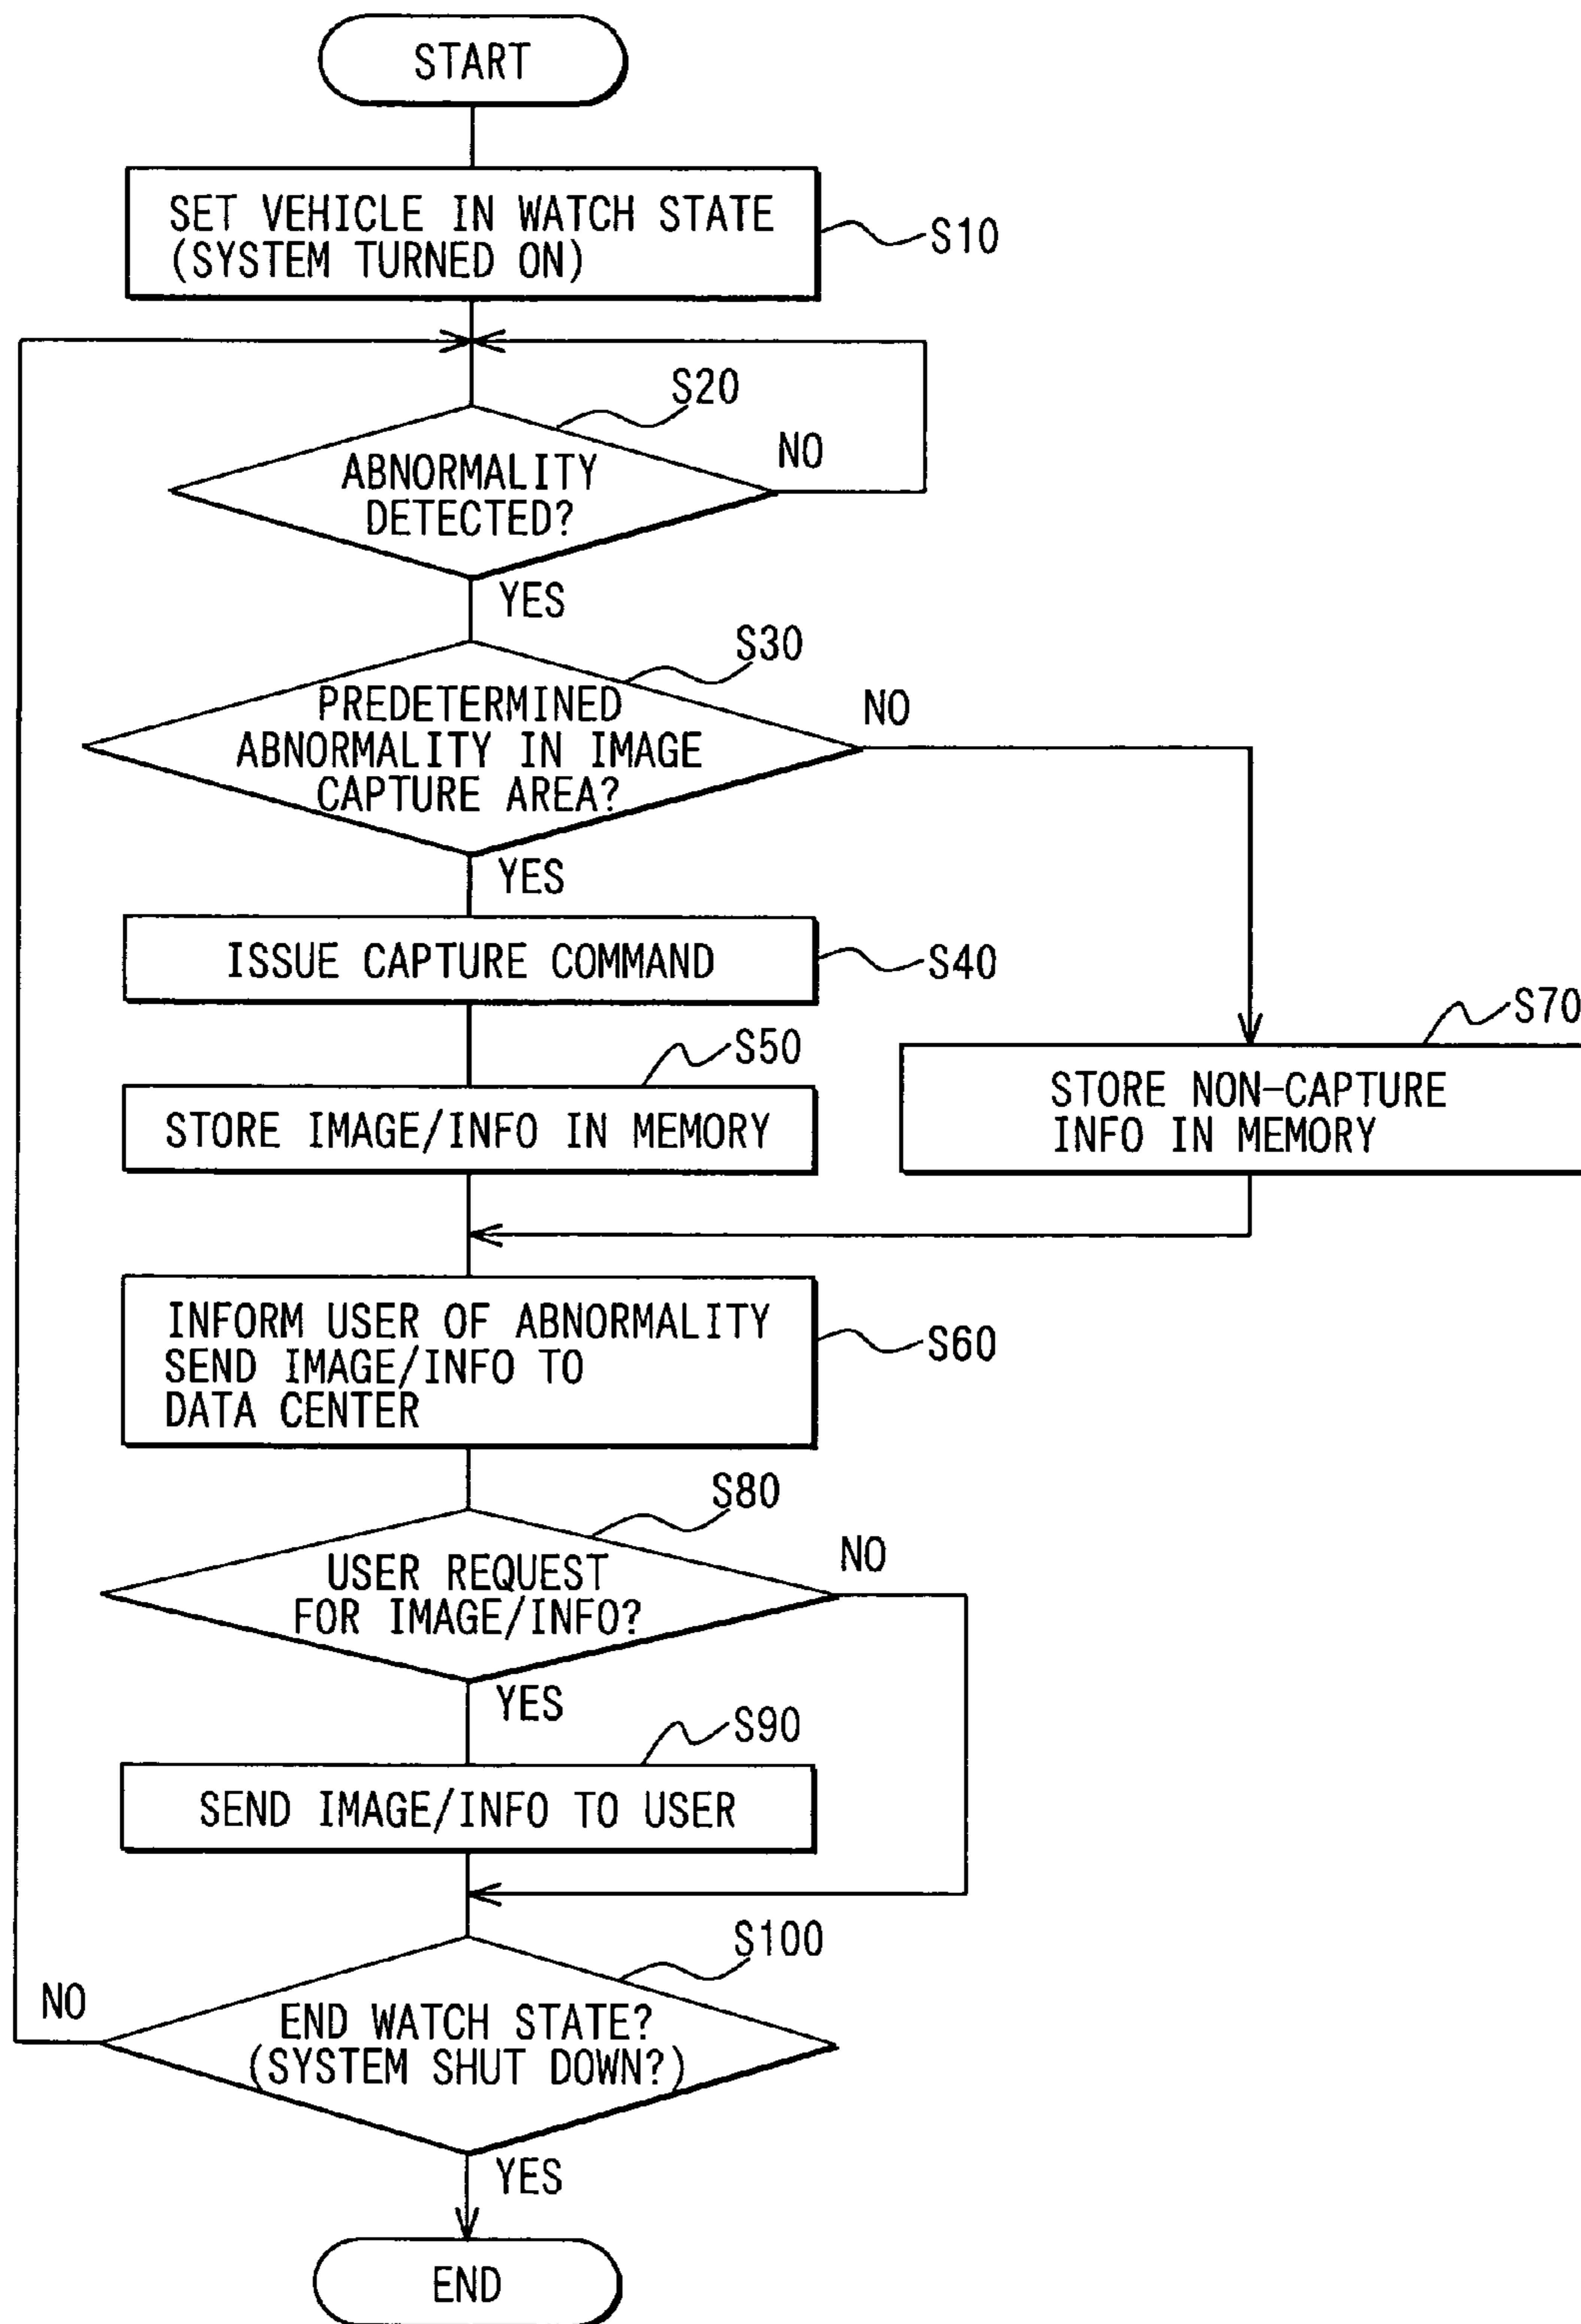 START
SET VEHICLE IN WATCH STATE
(SYSTEM TURNED ON)
S10
S20
ABNORMALITY
DETECTED?
NO
YES
S30
PREDETERMINED
ABNORMALITY IN IMAGE
CAPTURE AREA?
NO
YES
ISSUE CAPTURE COMMAND
S40
S50
STORE IMAGE/INFO IN MEMORY
S70
STORE NON-CAPTURE
INFO IN MEMORY
INFORM USER OF ABNORMALITY
SEND IMAGE/INFO TO
DATA CENTER
S60
S80
USER REQUEST
FOR IMAGE/INFO?
NO
YES
S90
SEND IMAGE/INFO TO USER
S100
END WATCH STATE?
(SYSTEM SHUT DOWN?)
NO
YES
END